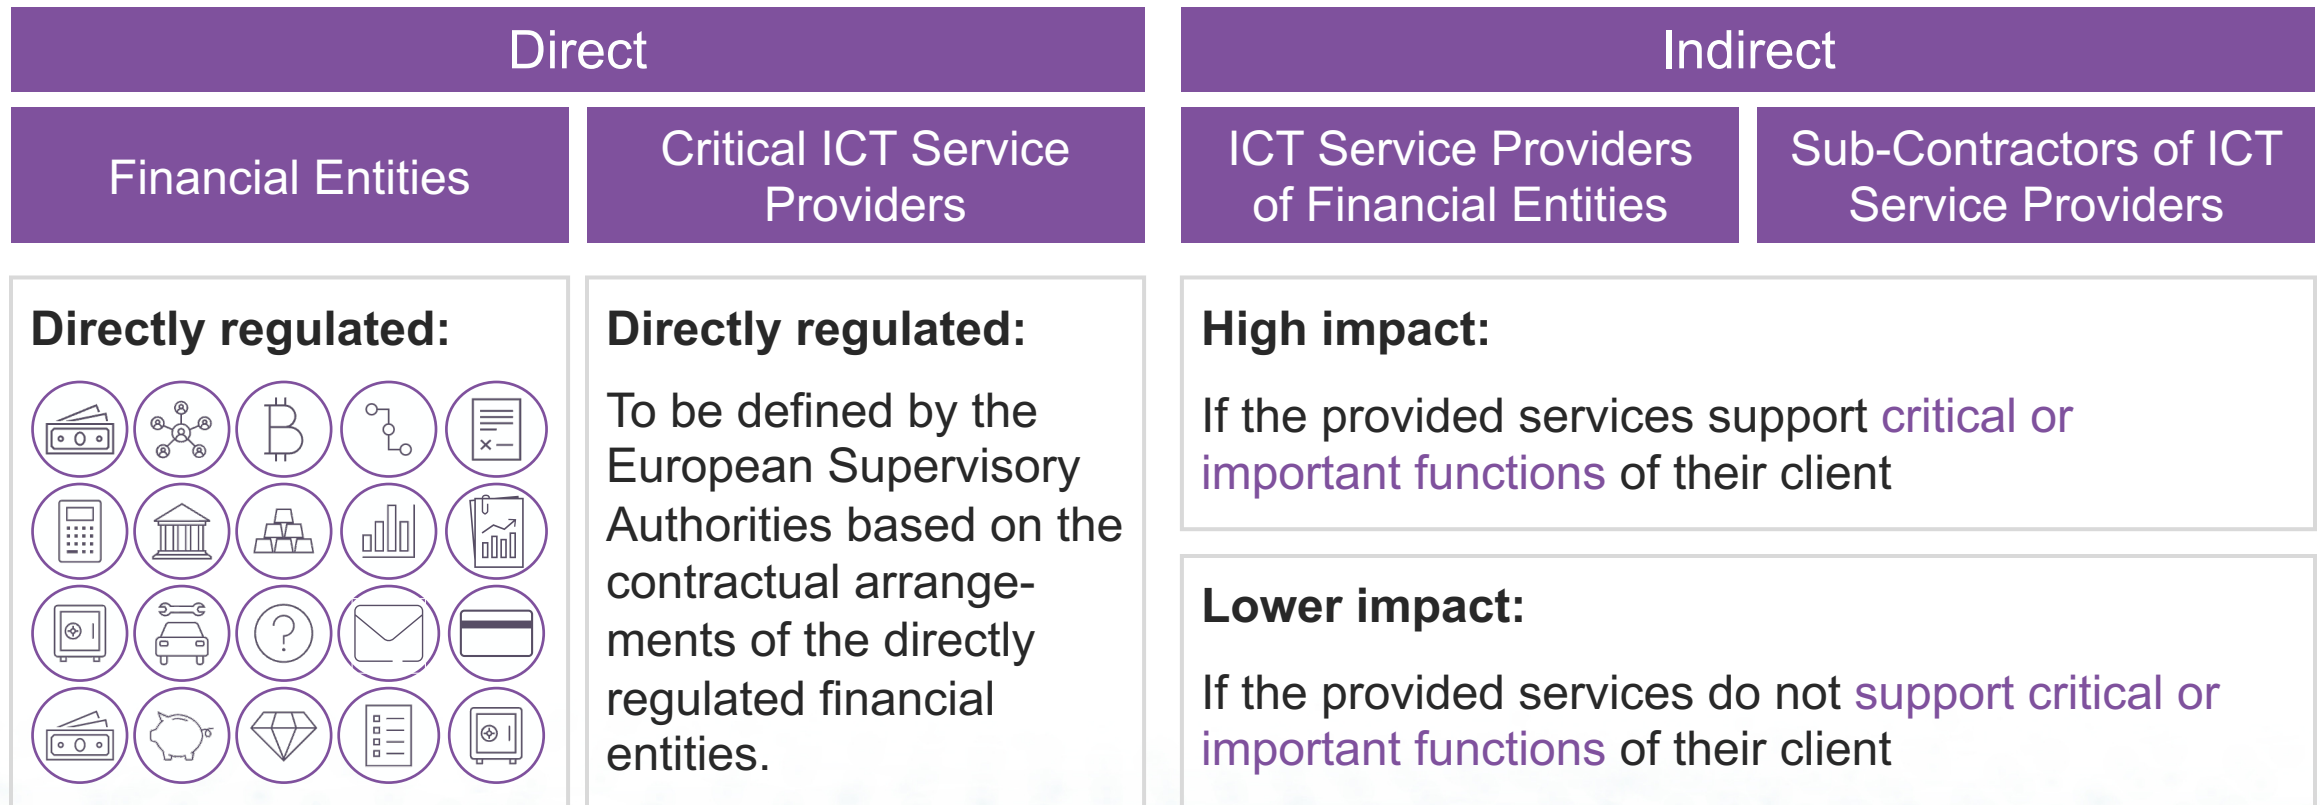 Direct
Indirect
Financial Entities
Critical ICT Service
Providers
ICT Service Providers
of Financial Entities
Sub-Contractors of ICT
Service Providers
Directly regulated:
Directly regulated:
To be defined by the
European Supervisory
Authorities based on the
contractual arrange-
ments of the directly
regulated financial
entities.
High impact:
If the provided services support critical or
important functions of their client
Lower impact:
If the provided services do not support critical or
important functions of their client